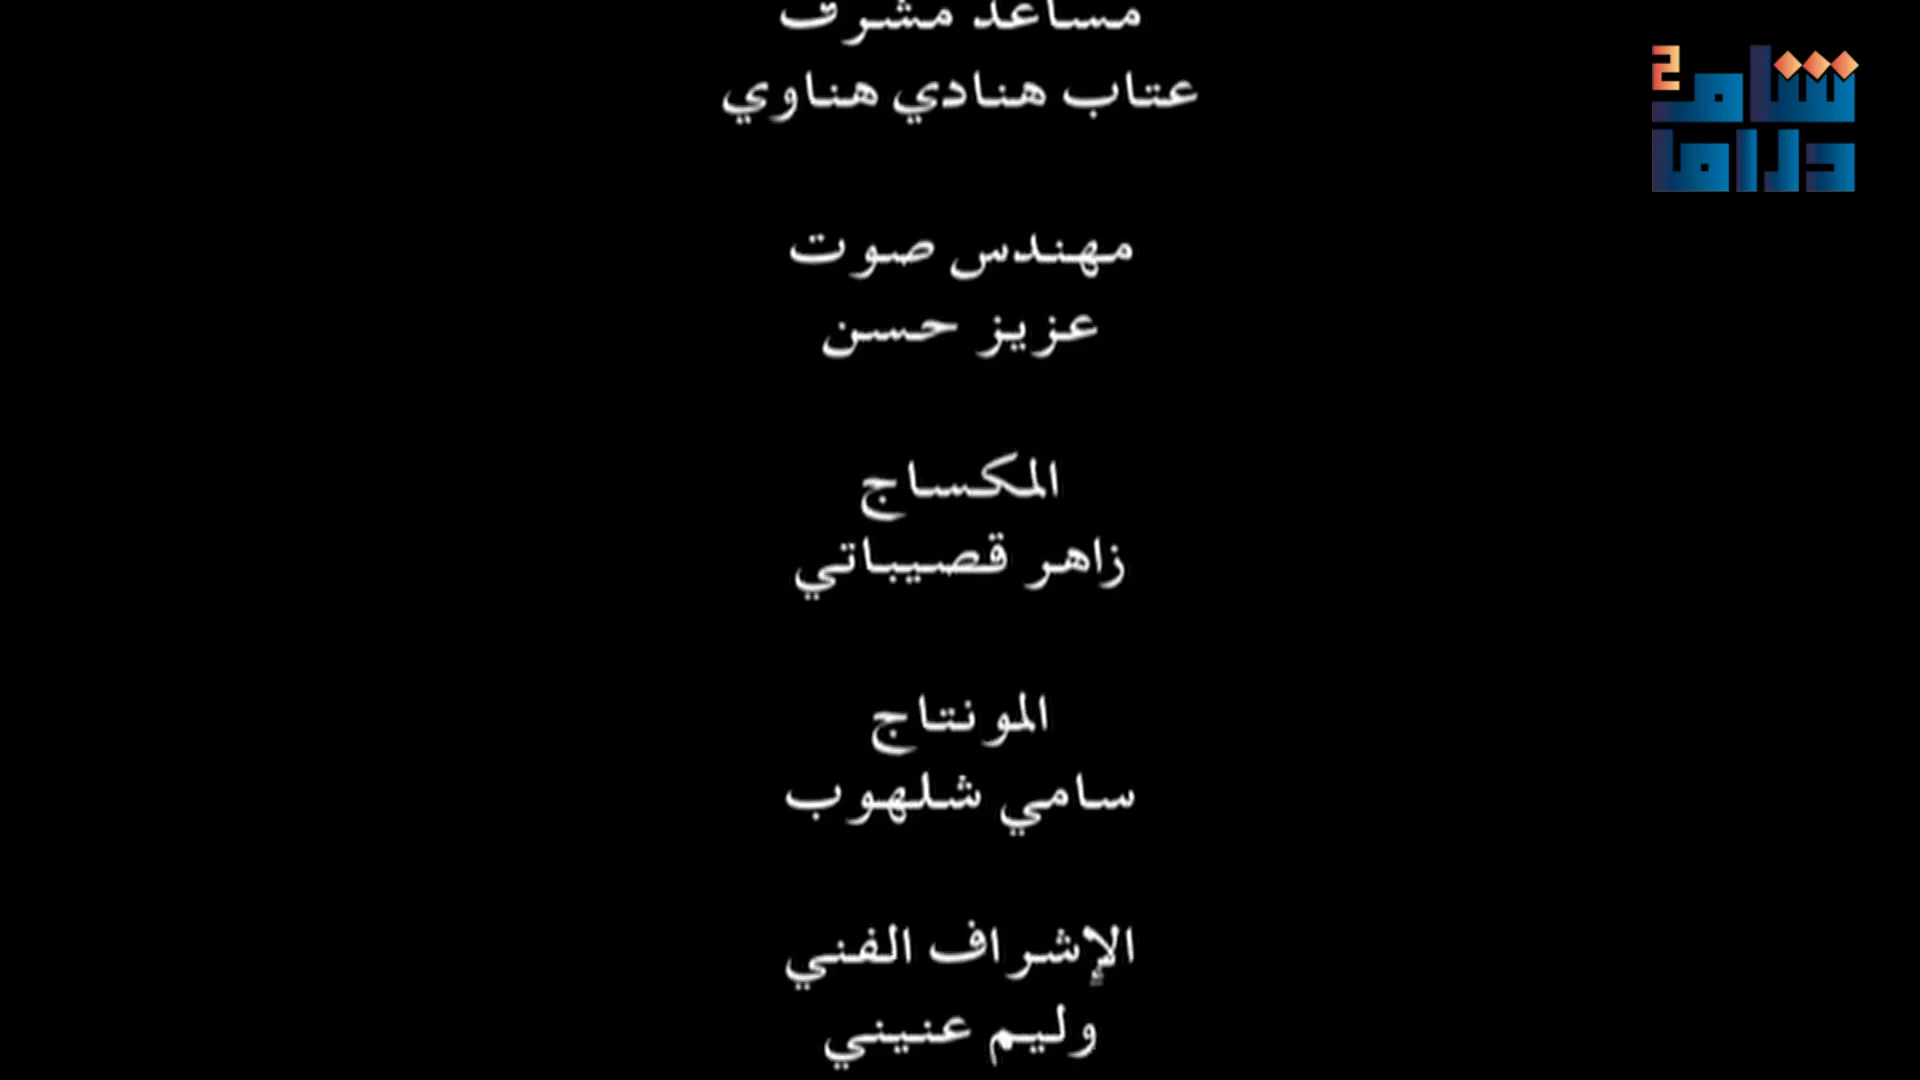 مساعد مشرف
عتاب هنادي هناوي
مهندس صوت
عزيز حسن
المكساج
زاهر قصيباتي
المونتاج
سامي شلهوب
الإشراف الفني
وليم عنيني
شام
2
دراما